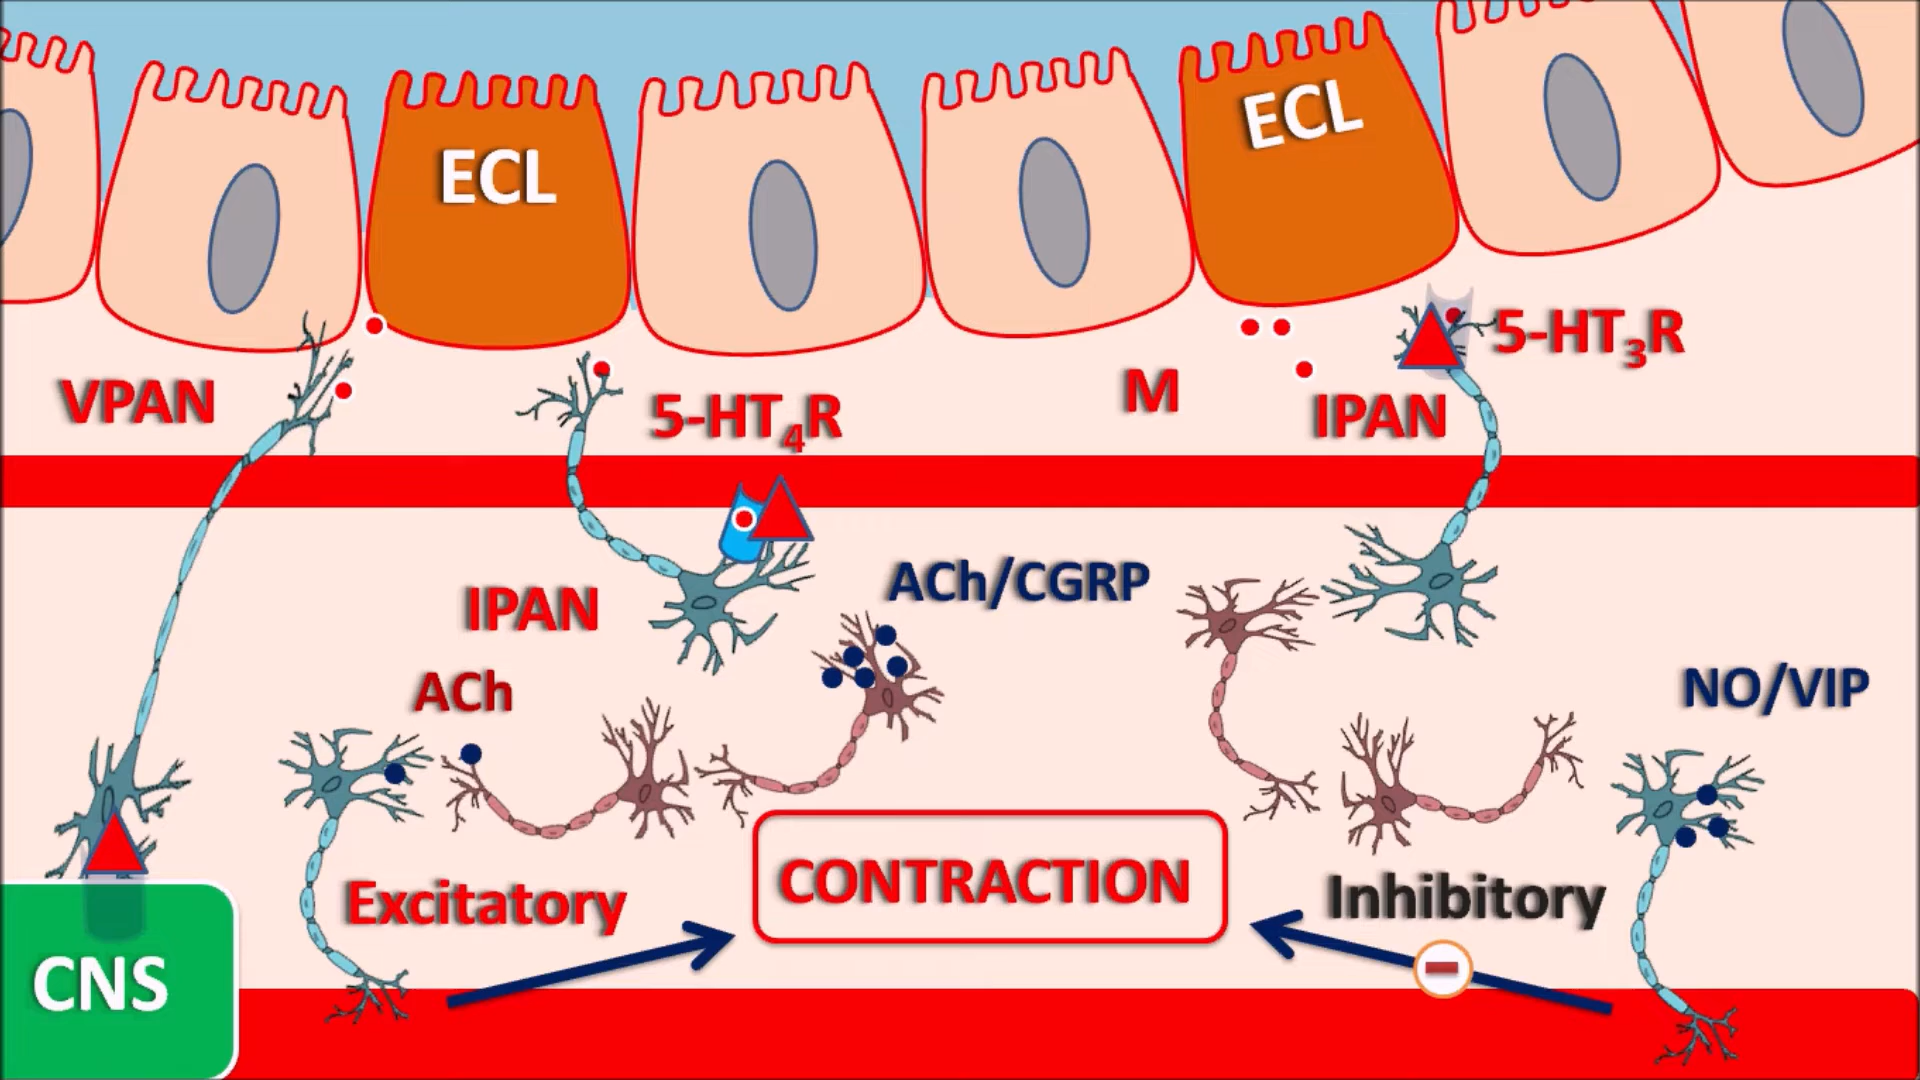 ECL
ECL
VPAN
5-HT₄R
M
IPAN
5-HT₃R
IPAN
ACh/CGRP
ACh
NO/VIP
Excitatory
CONTRACTION
Inhibitory
CNS